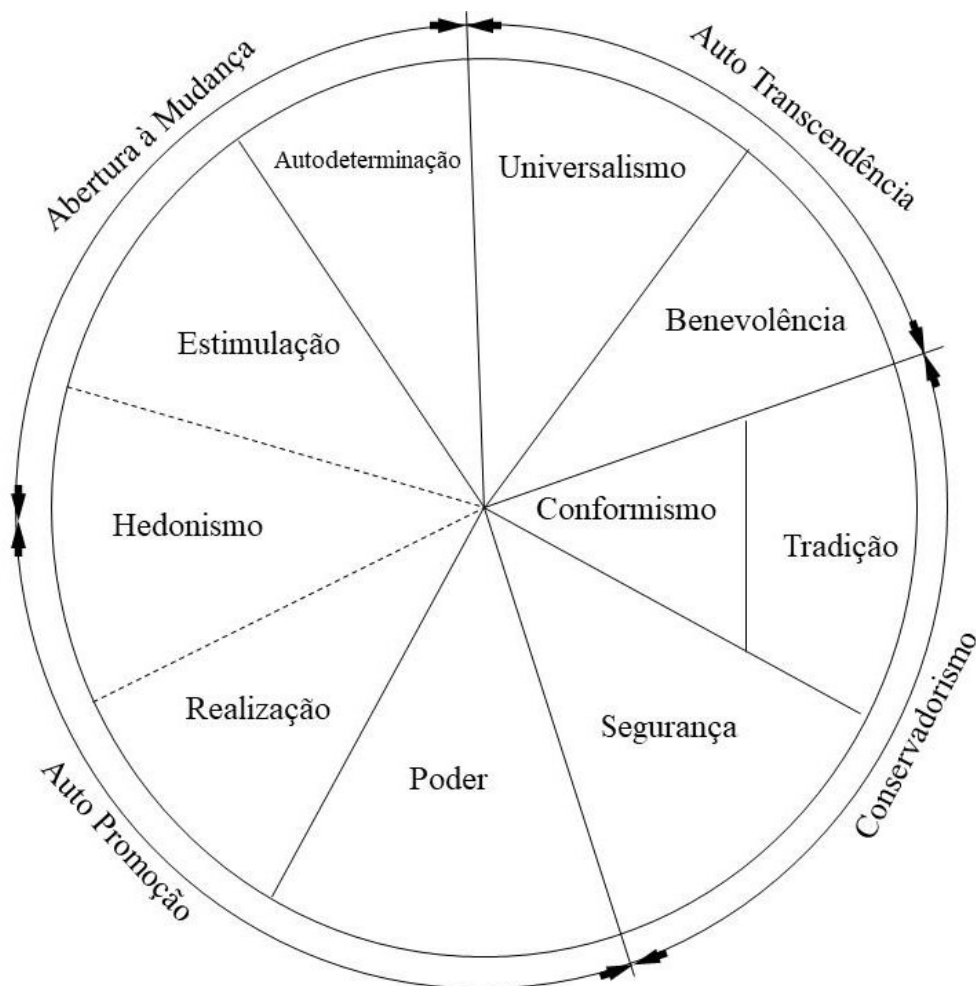 Abertura à Mudança
Auto Transcendência
Autodeterminação
Universalismo
Estimulação
Benevolência
Hedonismo
Conformismo
Tradição
Realização
Segurança
Poder
Auto Promoção
Conservadorismo